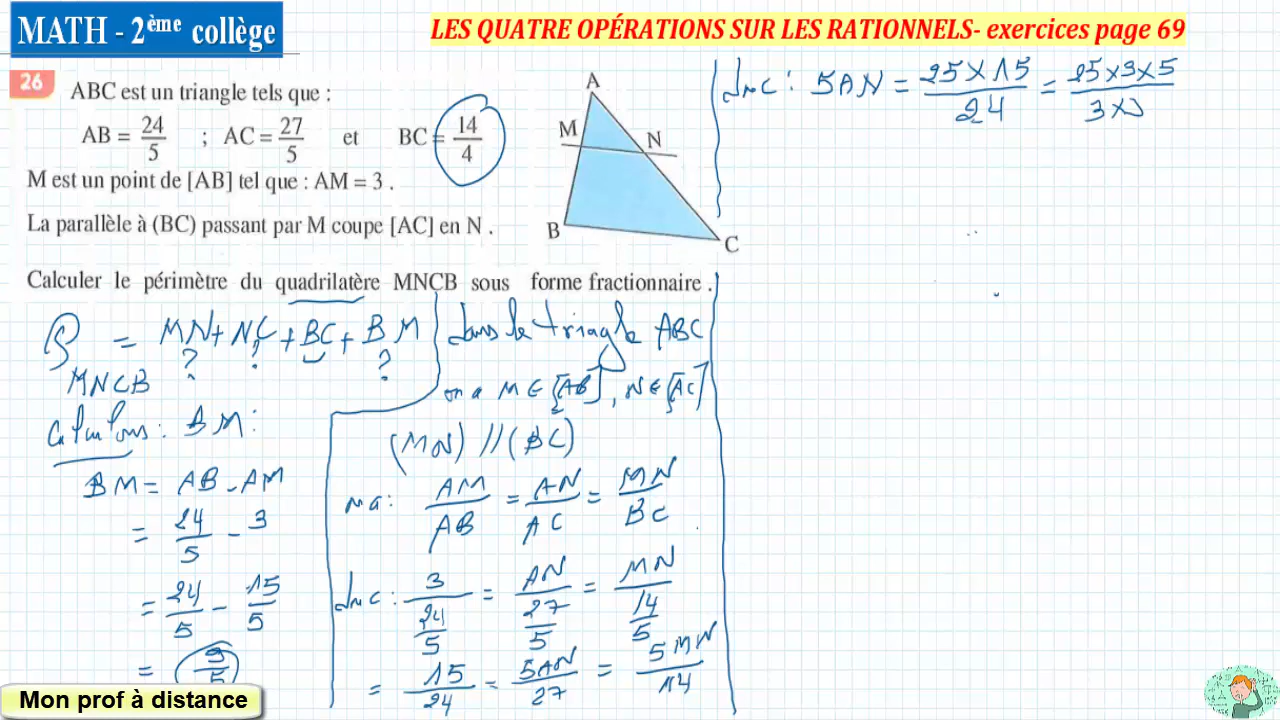 MATH - 2ème collège
LES QUATRE OPÉRATIONS SUR LES RATIONNELS- exercices page 69
26
ABC est un triangle tels que :
AB = 24/5 ; AC = 27/5 et BC = 14/4
M est un point de [AB] tel que : AM = 3 .
La parallèle à (BC) passant par M coupe [AC] en N .
Calculer le périmètre du quadrilatère MNCB sous forme fractionnaire .
A
M
N
B
C
P MNCB = MN + NC + BC + BM
? ? ?
Calculons : BM :
BM = AB - AM
= 24/5 - 3
= 24/5 - 15/5
= 9/5
dans le triangle ABC
on a M ∈ [AB], N ∈ [AC]
(MN) // (BC)
on a : AM/AB = AN/AC = MN/BC
donc : 3/(24/5) = AN/(27/5) = MN/(14/5)
= 15/24 = 5AN/27 = 5MN/14
donc : 5AN = 25×15/24 = 25×3×5/3×
Mon prof à distance